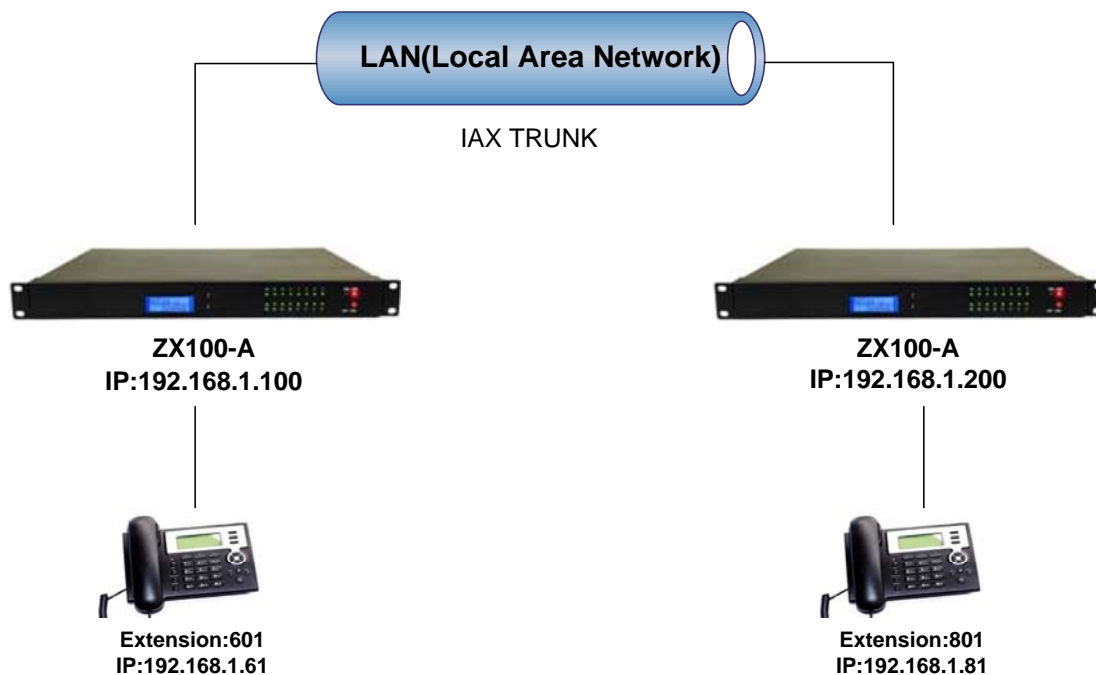 LAN(Local Area Network)
IAX TRUNK
ZX100-A
IP:192.168.1.100
ZX100-A
IP:192.168.1.200
Extension:601
IP:192.168.1.61
Extension:801
IP:192.168.1.81